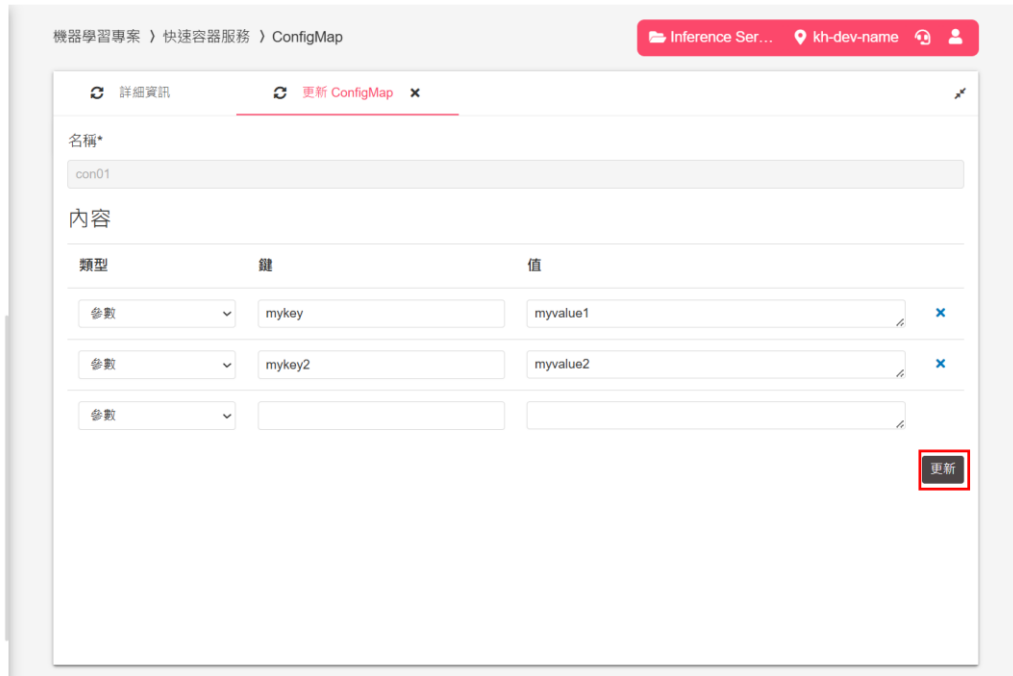 機器學習專案 ❭ 快速容器服務 ❭ ConfigMap
Inference Ser... kh-dev-name
詳細資訊 更新 ConfigMap ×
名稱*
con01
內容
類型 鍵 值
參數 mykey myvalue1
參數 mykey2 myvalue2
參數
更新